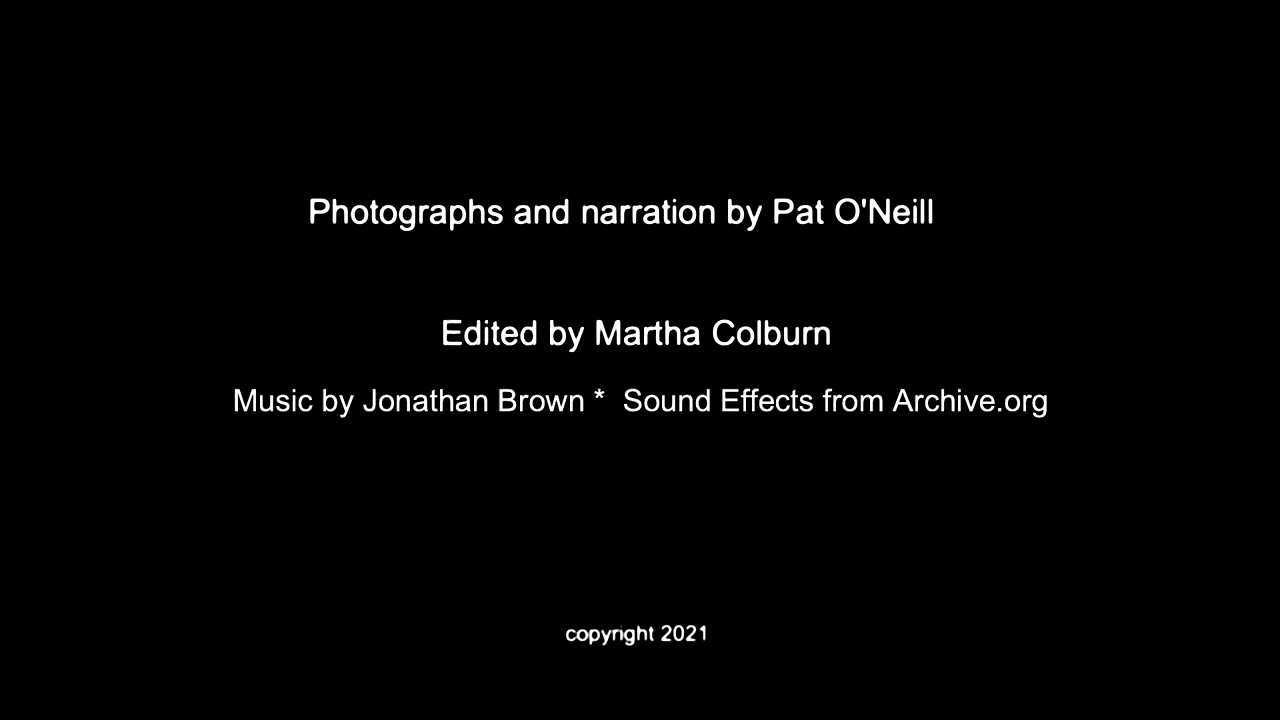 Photographs and narration by Pat O'Neill
Edited by Martha Colburn
Music by Jonathan Brown *  Sound Effects from Archive.org
copyright 2021